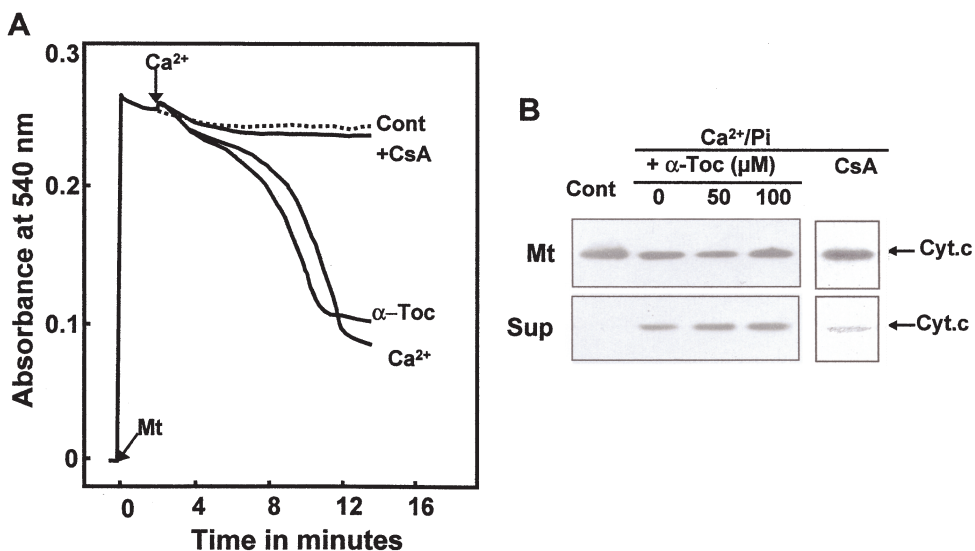 A
0.3
0.2
0.1
0
Absorbance at 540 nm
Ca²⁺
Cont
+CsA
α–Toc
Ca²⁺
Mt
0 4 8 12 16
Time in minutes
B
Ca²⁺/Pi
+ α-Toc (µM) CsA
Cont 0 50 100
Mt ←Cyt.c
Sup ←Cyt.c